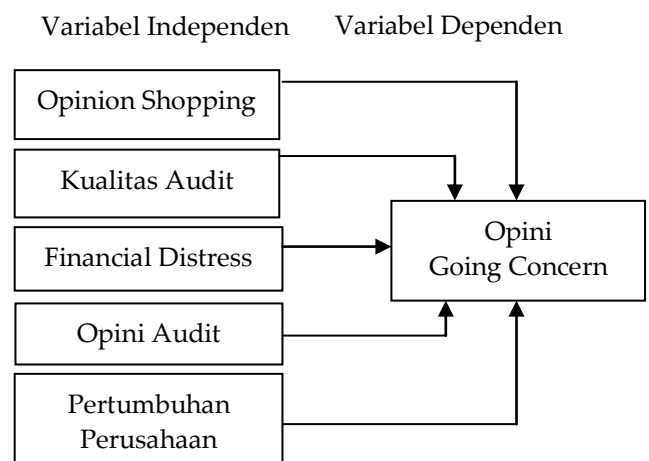 Variabel Independen Variabel Dependen
Opinion Shopping
Kualitas Audit
Financial Distress
Opini Audit
Pertumbuhan
Perusahaan
Opini
Going Concern